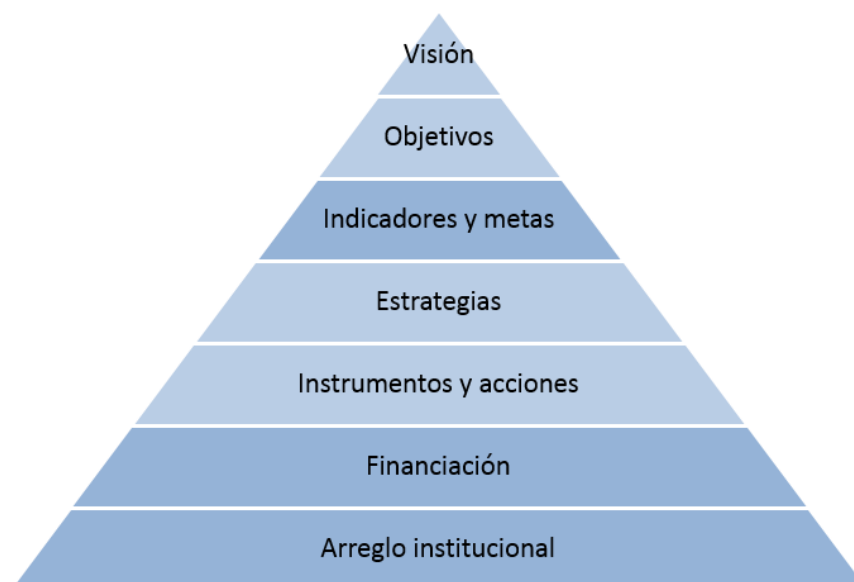 Visión
Objetivos
Indicadores y metas
Estrategias
Instrumentos y acciones
Financiación
Arreglo institucional